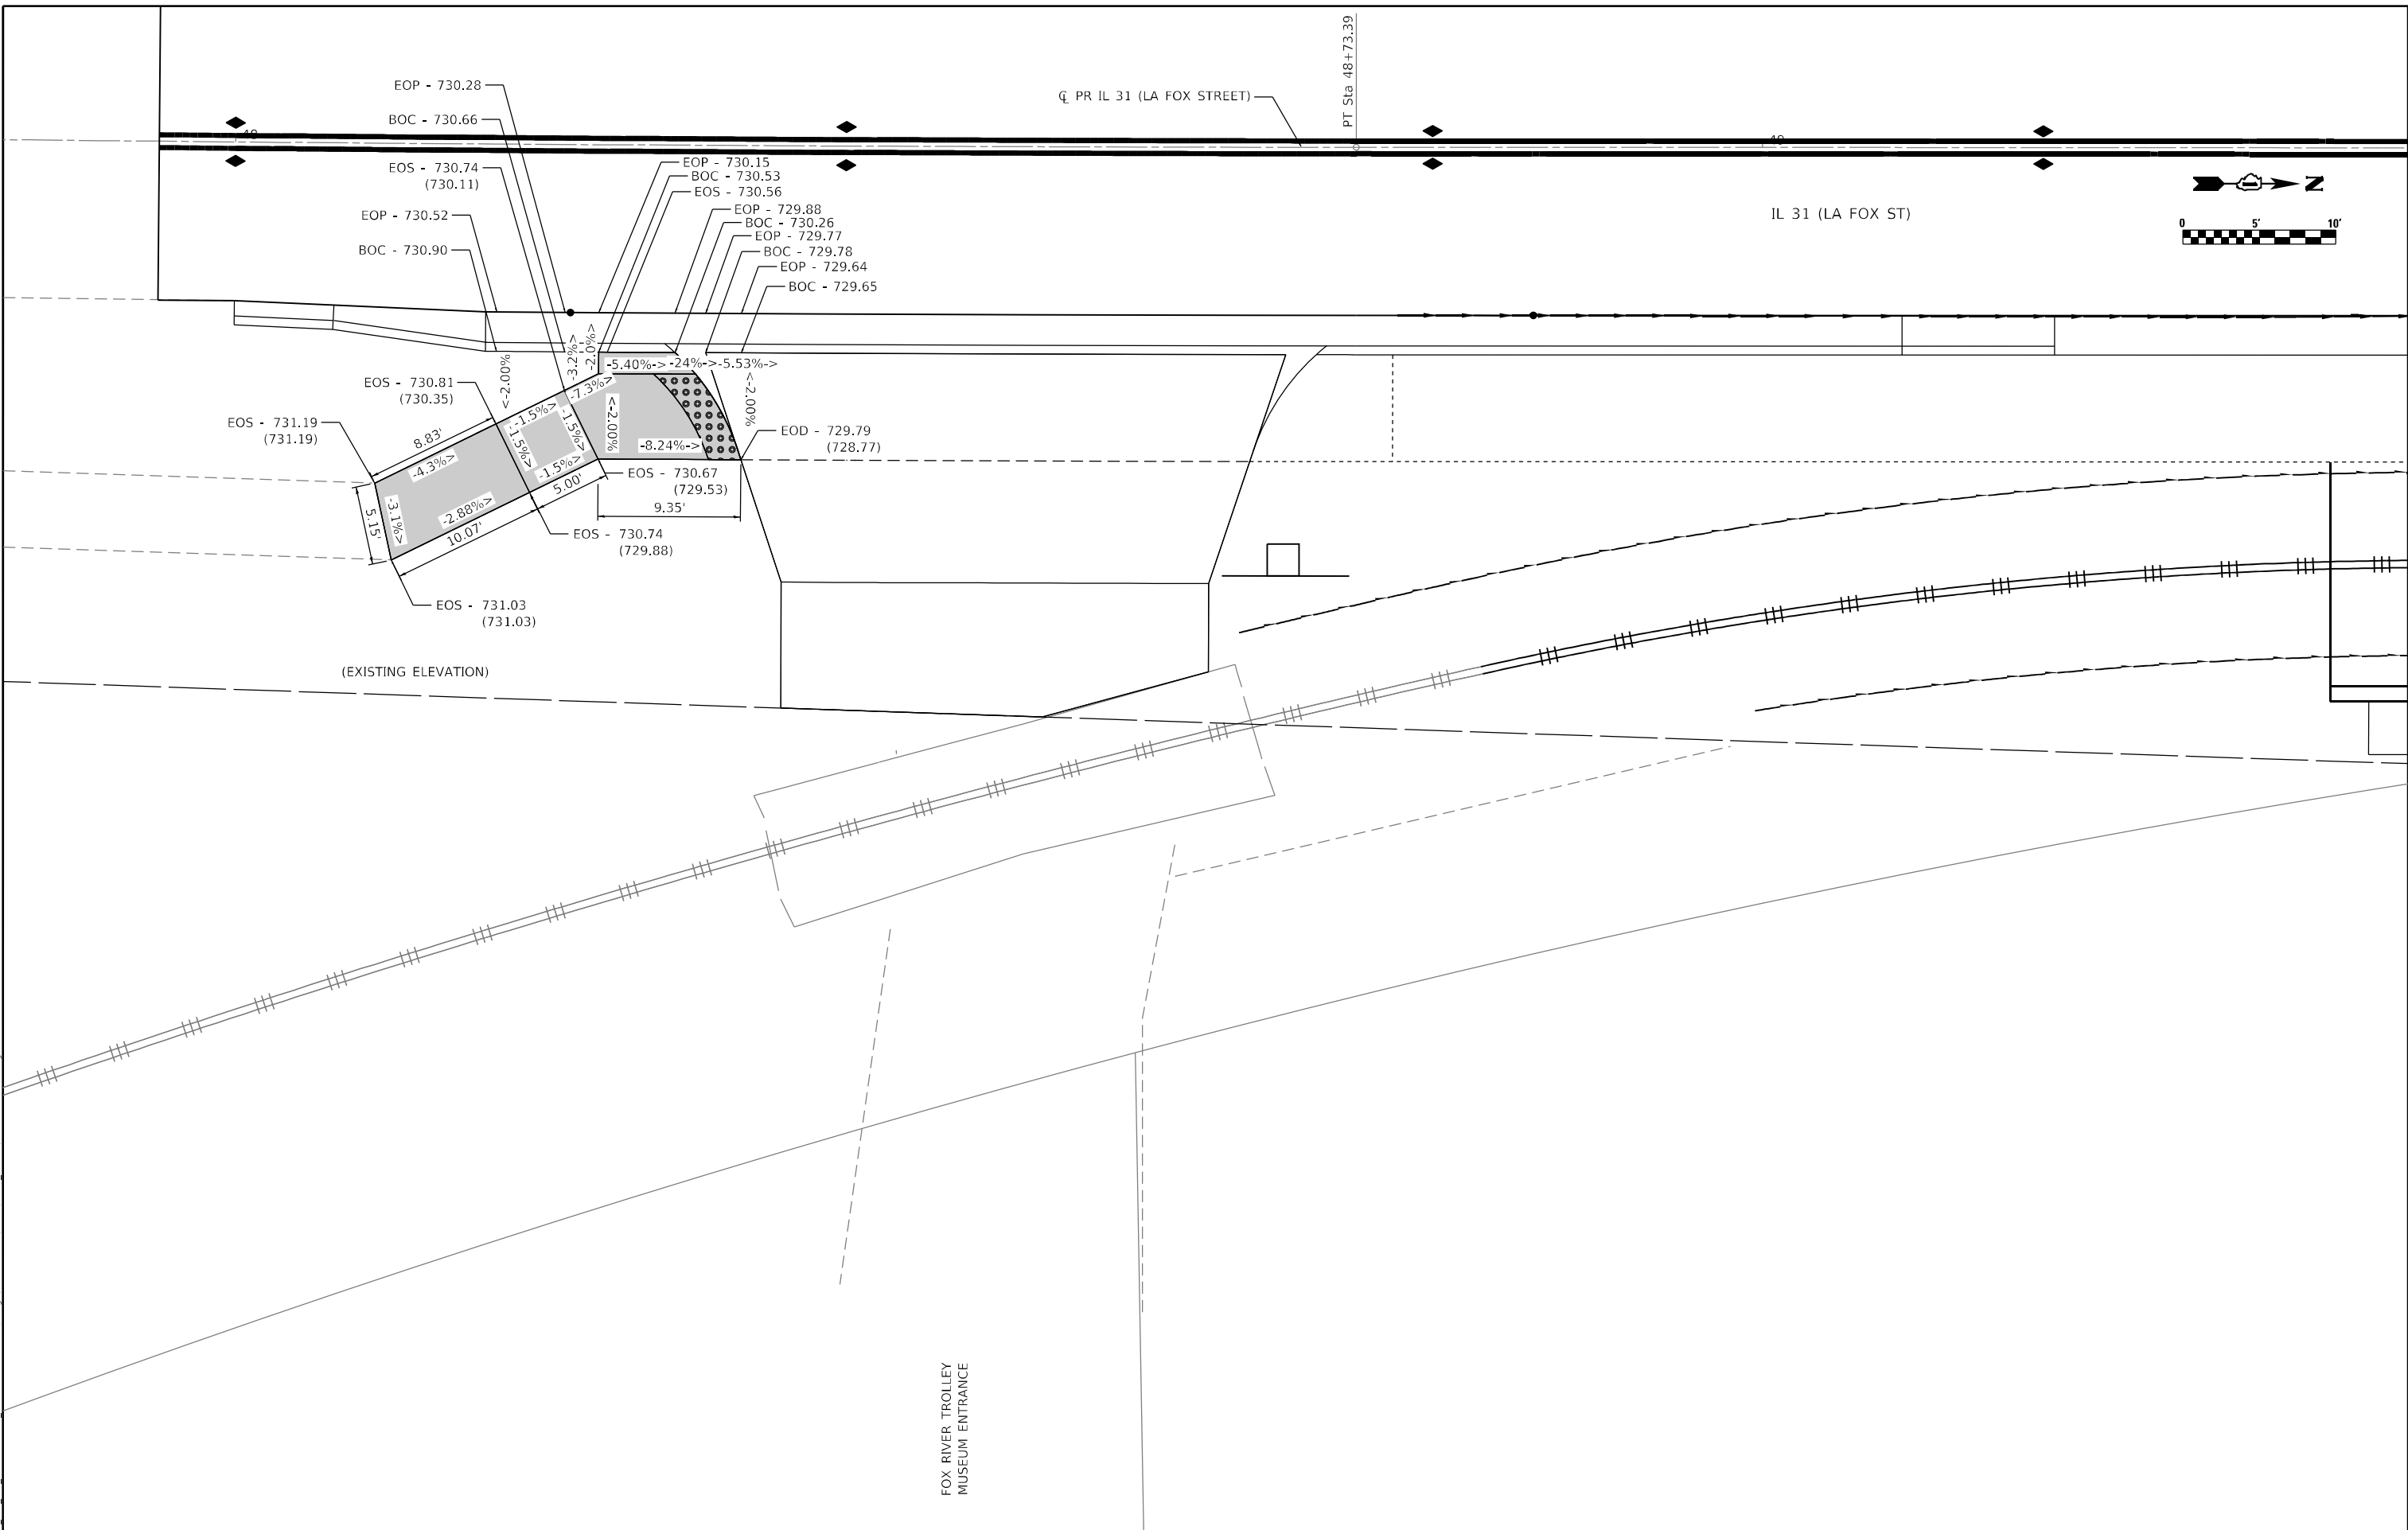 PT Sta 48+73.39
EOP - 730.28
℄ PR IL 31 (LA FOX STREET)
BOC - 730.66
48
49
EOS - 730.74
(730.11)
EOP - 730.15
BOC - 730.53
EOS - 730.56
N
EOP - 730.52
EOP - 729.88
BOC - 730.26
IL 31 (LA FOX ST)
0 5' 10'
EOP - 729.77
BOC - 730.90
BOC - 729.78
EOP - 729.64
BOC - 729.65
-3.2%>
-2.0%>
<-2.00%
-5.40%->
-24%->
-5.53%->
EOS - 730.81
(730.35)
-7.3%>
<-2.00%
<-2.00%
-1.5%>
-1.5%>
-1.5%>
EOS - 731.19
(731.19)
8.83'
-4.3%>
-8.24%->
EOD - 729.79
(728.77)
-1.5%>
5.00'
EOS - 730.67
(729.53)
5.15'
-3.1%>
-2.88%>
10.07'
9.35'
EOS - 730.74
(729.88)
EOS - 731.03
(731.03)
(EXISTING ELEVATION)
FOX RIVER TROLLEY
MUSEUM ENTRANCE